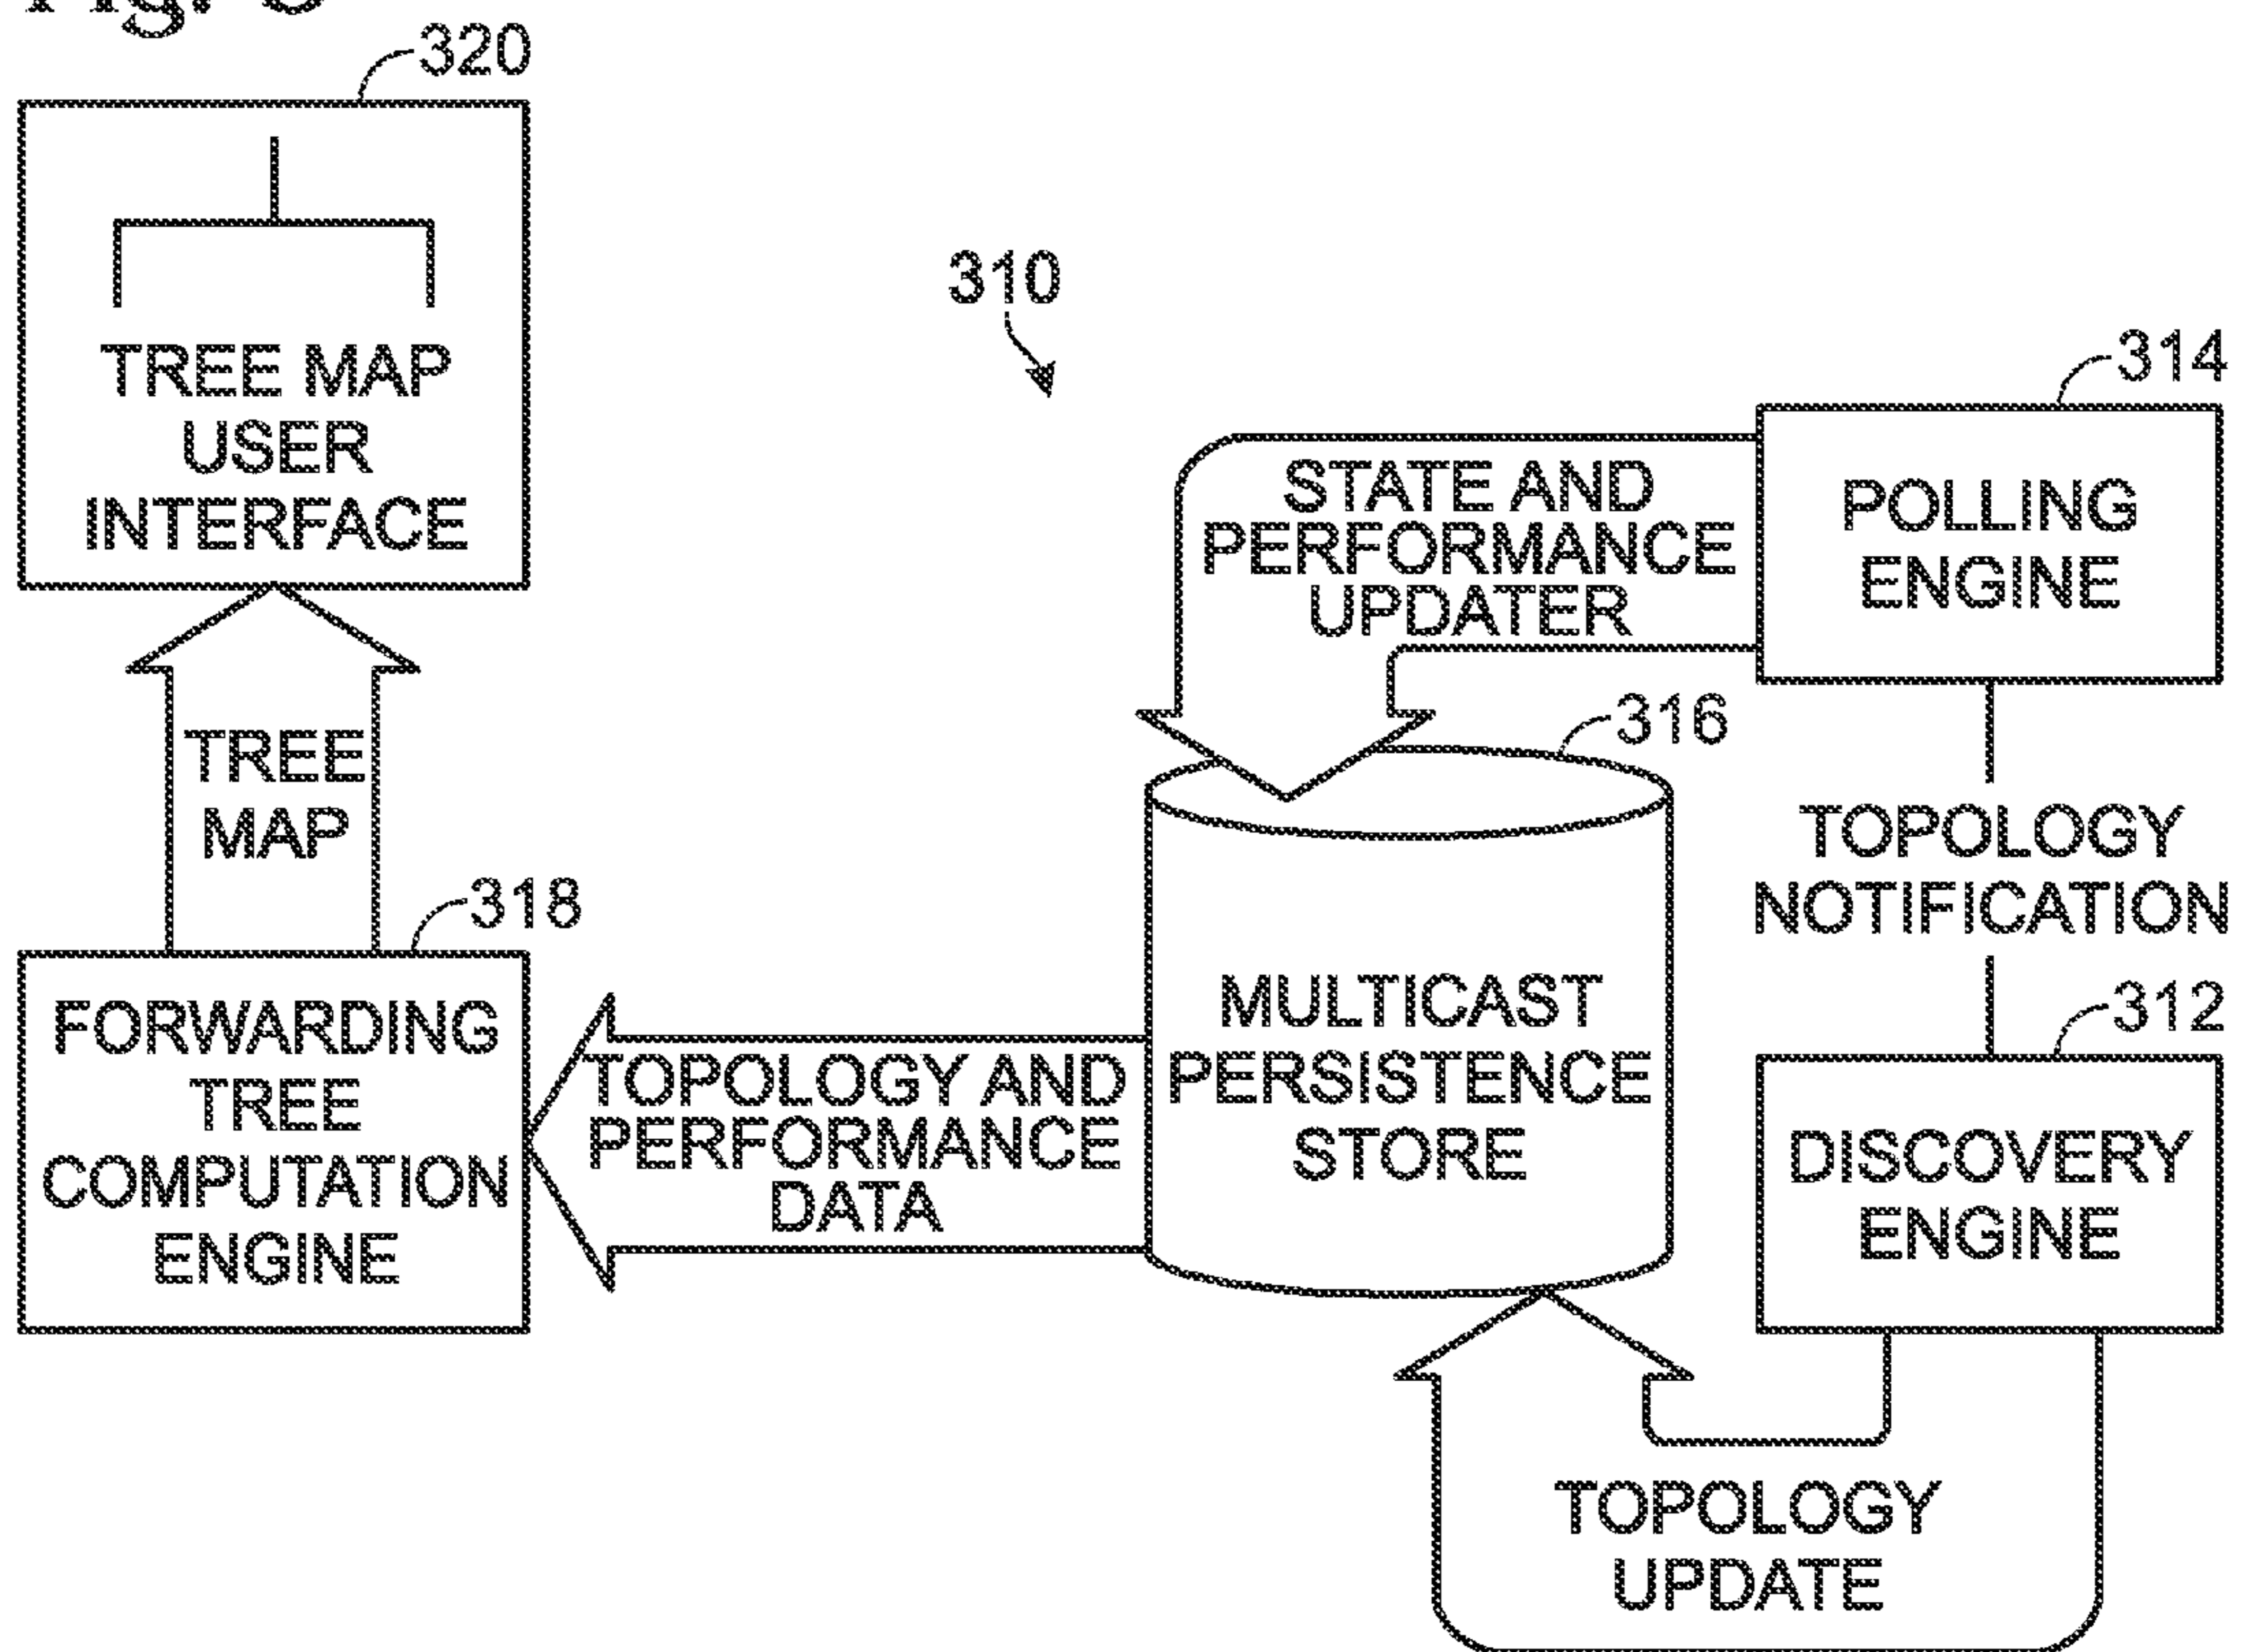 320
TREE MAP
USER
INTERFACE
310
314
STATE AND
PERFORMANCE
UPDATER
POLLING
ENGINE
316
TREE
MAP
TOPOLOGY
NOTIFICATION
318
312
FORWARDING
TREE
COMPUTATION
ENGINE
TOPOLOGY AND
PERFORMANCE
DATA
MULTICAST
PERSISTENCE
STORE
DISCOVERY
ENGINE
TOPOLOGY
UPDATE